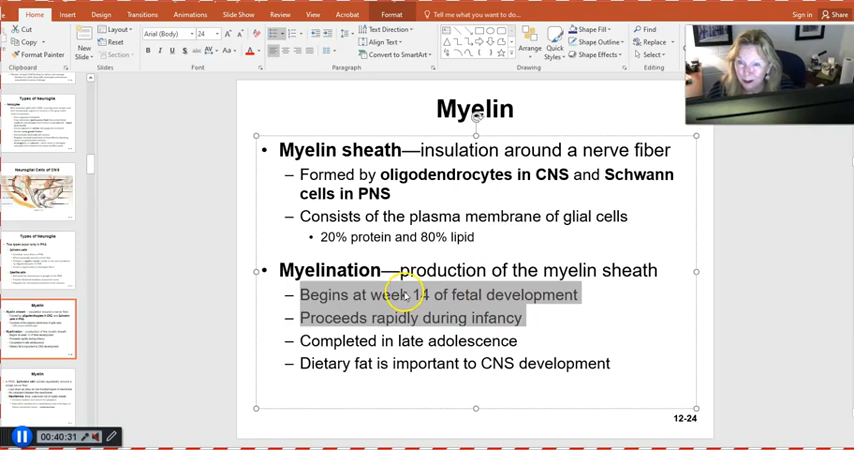 Home Insert Design Transitions Animations Slide Show Review View Acrobat Format Tell me what you want to do... Sign in Share
Cut
Copy
Format Painter
Clipboard
New Slide
Layout
Reset
Section
Slides
Arial (Body) 24
Font
Paragraph
Text Direction
Align Text
Convert to SmartArt
Arrange
Quick Styles
Drawing
Shape Fill
Shape Outline
Shape Effects
Find
Replace
Select
Editing
Types of Neuroglia
Neuroglial Cells of CNS
Types of Neuroglia
Myelin
Myelin
Myelin
• Myelin sheath—insulation around a nerve fiber
– Formed by oligodendrocytes in CNS and Schwann
cells in PNS
– Consists of the plasma membrane of glial cells
• 20% protein and 80% lipid
• Myelination—production of the myelin sheath
– Begins at week 14 of fetal development
– Proceeds rapidly during infancy
– Completed in late adolescence
– Dietary fat is important to CNS development
12-24
00:40:31